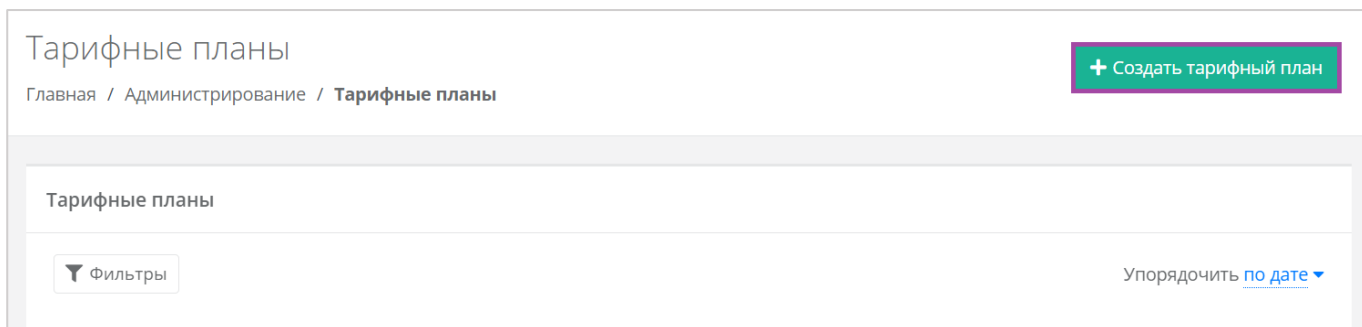 Тарифные планы
+ Создать тарифный план
Главная / Администрирование / Тарифные планы
Тарифные планы
Фильтры
Упорядочить по дате